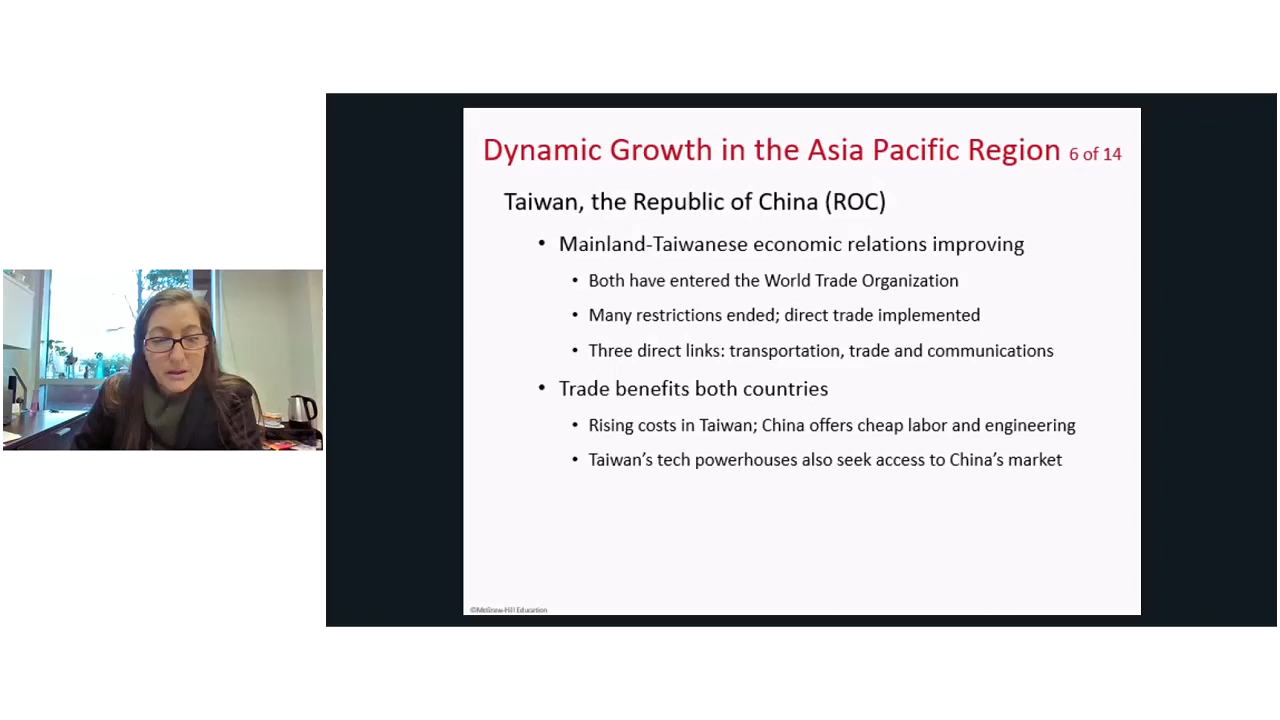 Dynamic Growth in the Asia Pacific Region 6 of 14
Taiwan, the Republic of China (ROC)
• Mainland-Taiwanese economic relations improving
• Both have entered the World Trade Organization
• Many restrictions ended; direct trade implemented
• Three direct links: transportation, trade and communications
• Trade benefits both countries
• Rising costs in Taiwan; China offers cheap labor and engineering
• Taiwan’s tech powerhouses also seek access to China’s market
©McGraw-Hill Education